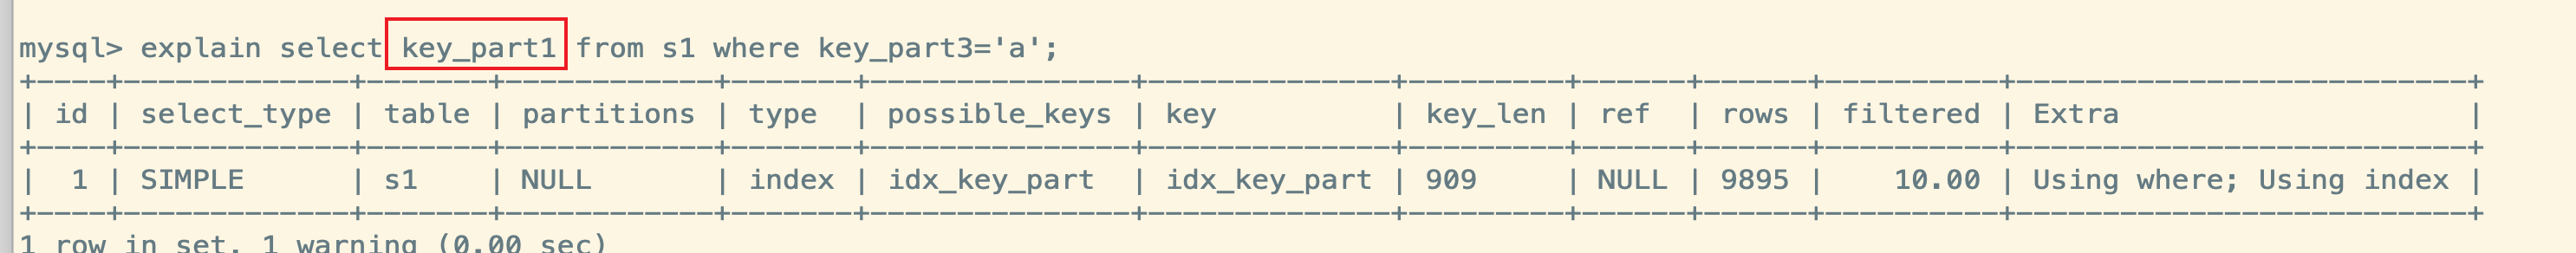 mysql> explain select key_part1 from s1 where key_part3='a';
+----+-------------+-------+------------+-------+---------------+--------------+---------+------+------+----------+--------------------------+
| id | select_type | table | partitions | type  | possible_keys | key          | key_len | ref  | rows | filtered | Extra                    |
+----+-------------+-------+------------+-------+---------------+--------------+---------+------+------+----------+--------------------------+
|  1 | SIMPLE      | s1    | NULL       | index | idx_key_part  | idx_key_part | 909     | NULL | 9895 |    10.00 | Using where; Using index |
+----+-------------+-------+------------+-------+---------------+--------------+---------+------+------+----------+--------------------------+
1 row in set, 1 warning (0.00 sec)